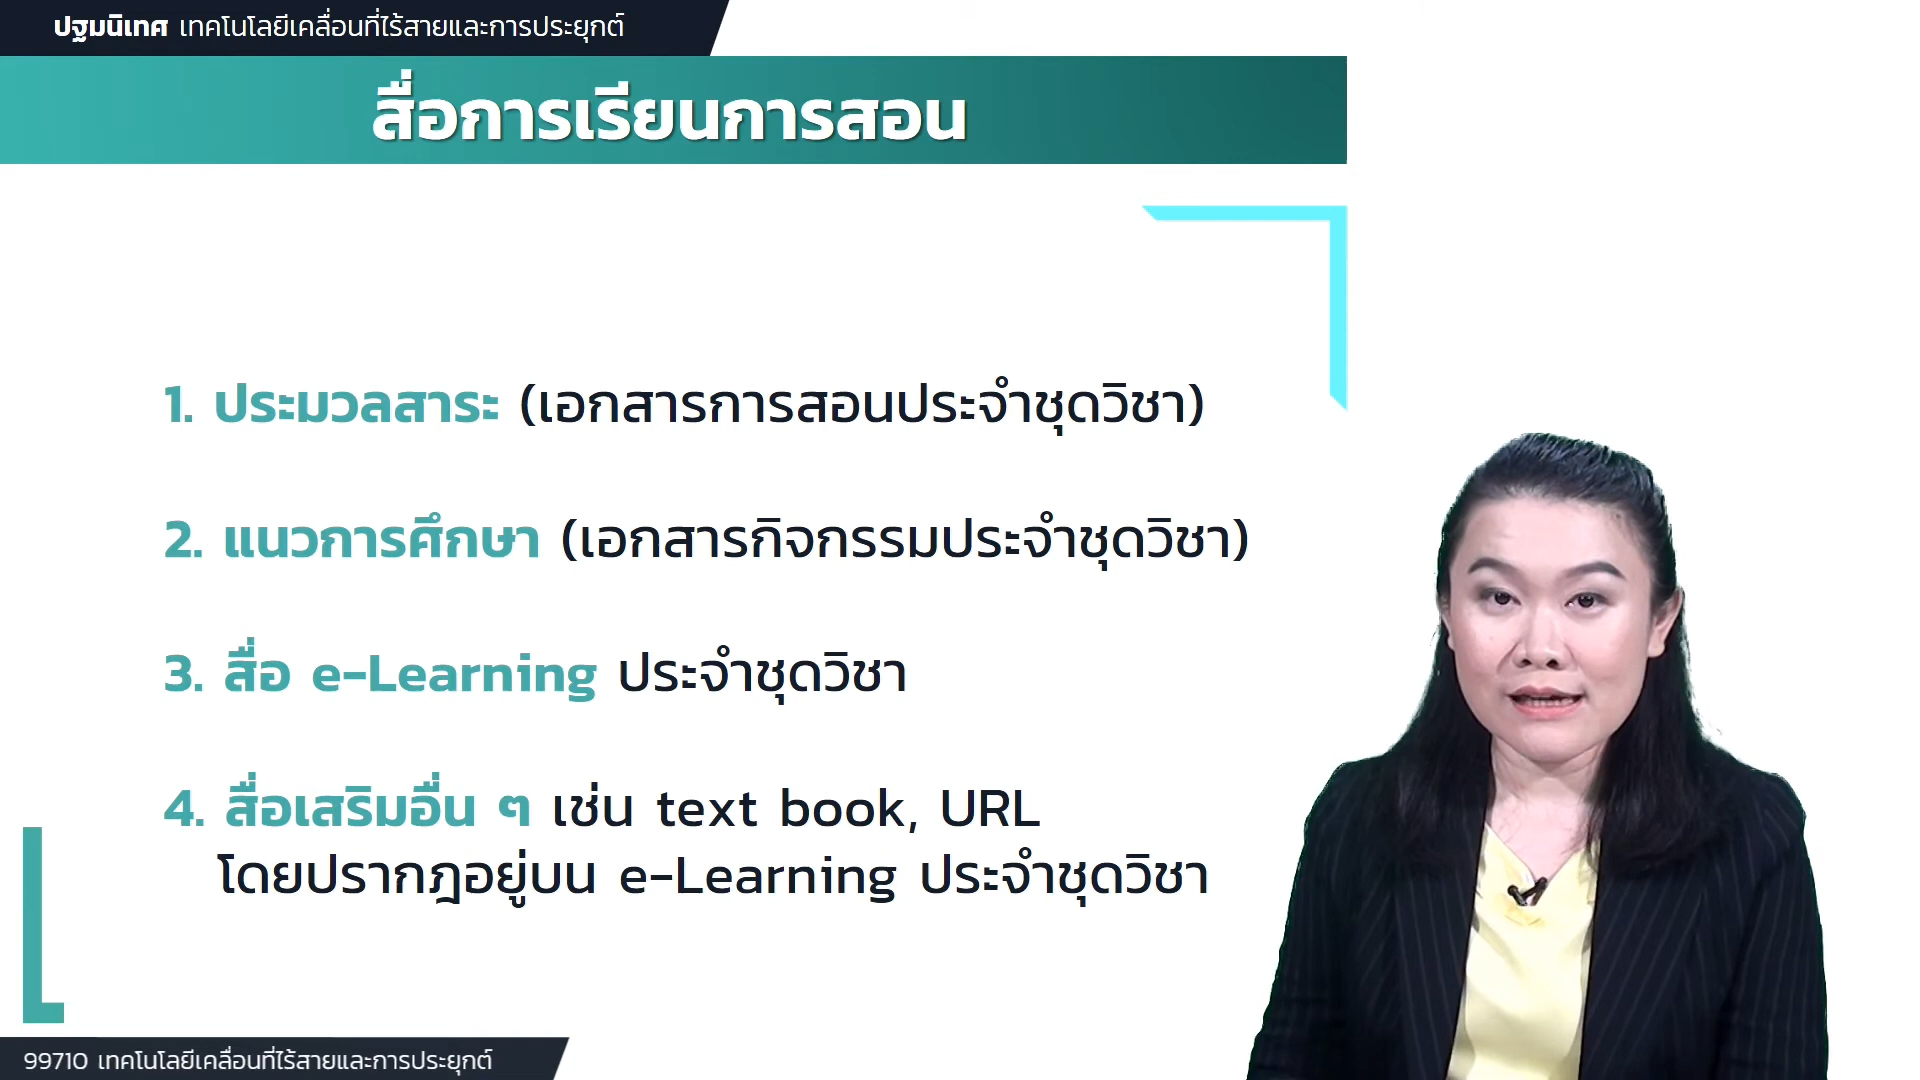 ปฐมนิเทศ เทคโนโลยีเคลื่อนที่ไร้สายและการประยุกต์
สื่อการเรียนการสอน
1. ประมวลสาระ (เอกสารการสอนประจำชุดวิชา)
2. แนวการศึกษา (เอกสารกิจกรรมประจำชุดวิชา)
3. สื่อ e-Learning ประจำชุดวิชา
4. สื่อเสริมอื่น ๆ เช่น text book, URL
โดยปรากฎอยู่บน e-Learning ประจำชุดวิชา
99710 เทคโนโลยีเคลื่อนที่ไร้สายและการประยุกต์